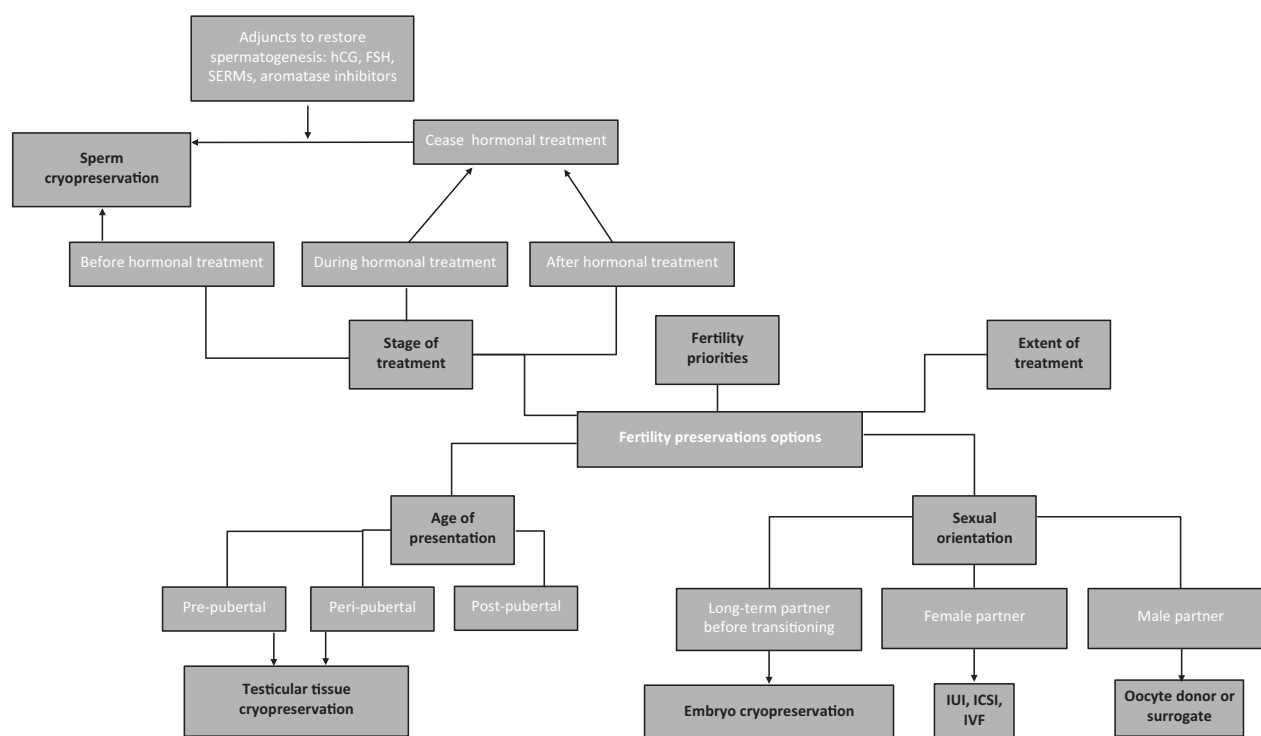 Adjuncts to restore
spermatogenesis: hCG, FSH,
SERMs, aromatase inhibitors
Cease hormonal treatment
Sperm
cryopreservation
Before hormonal treatment
During hormonal treatment
After hormonal treatment
Stage of
treatment
Fertility
priorities
Extent of
treatment
Fertility preservations options
Age of
presentation
Sexual
orientation
Pre-pubertal
Peri-pubertal
Post-pubertal
Long-term partner
before transitioning
Female partner
Male partner
Testicular tissue
cryopreservation
Embryo cryopreservation
IUI, ICSI,
IVF
Oocyte donor or
surrogate